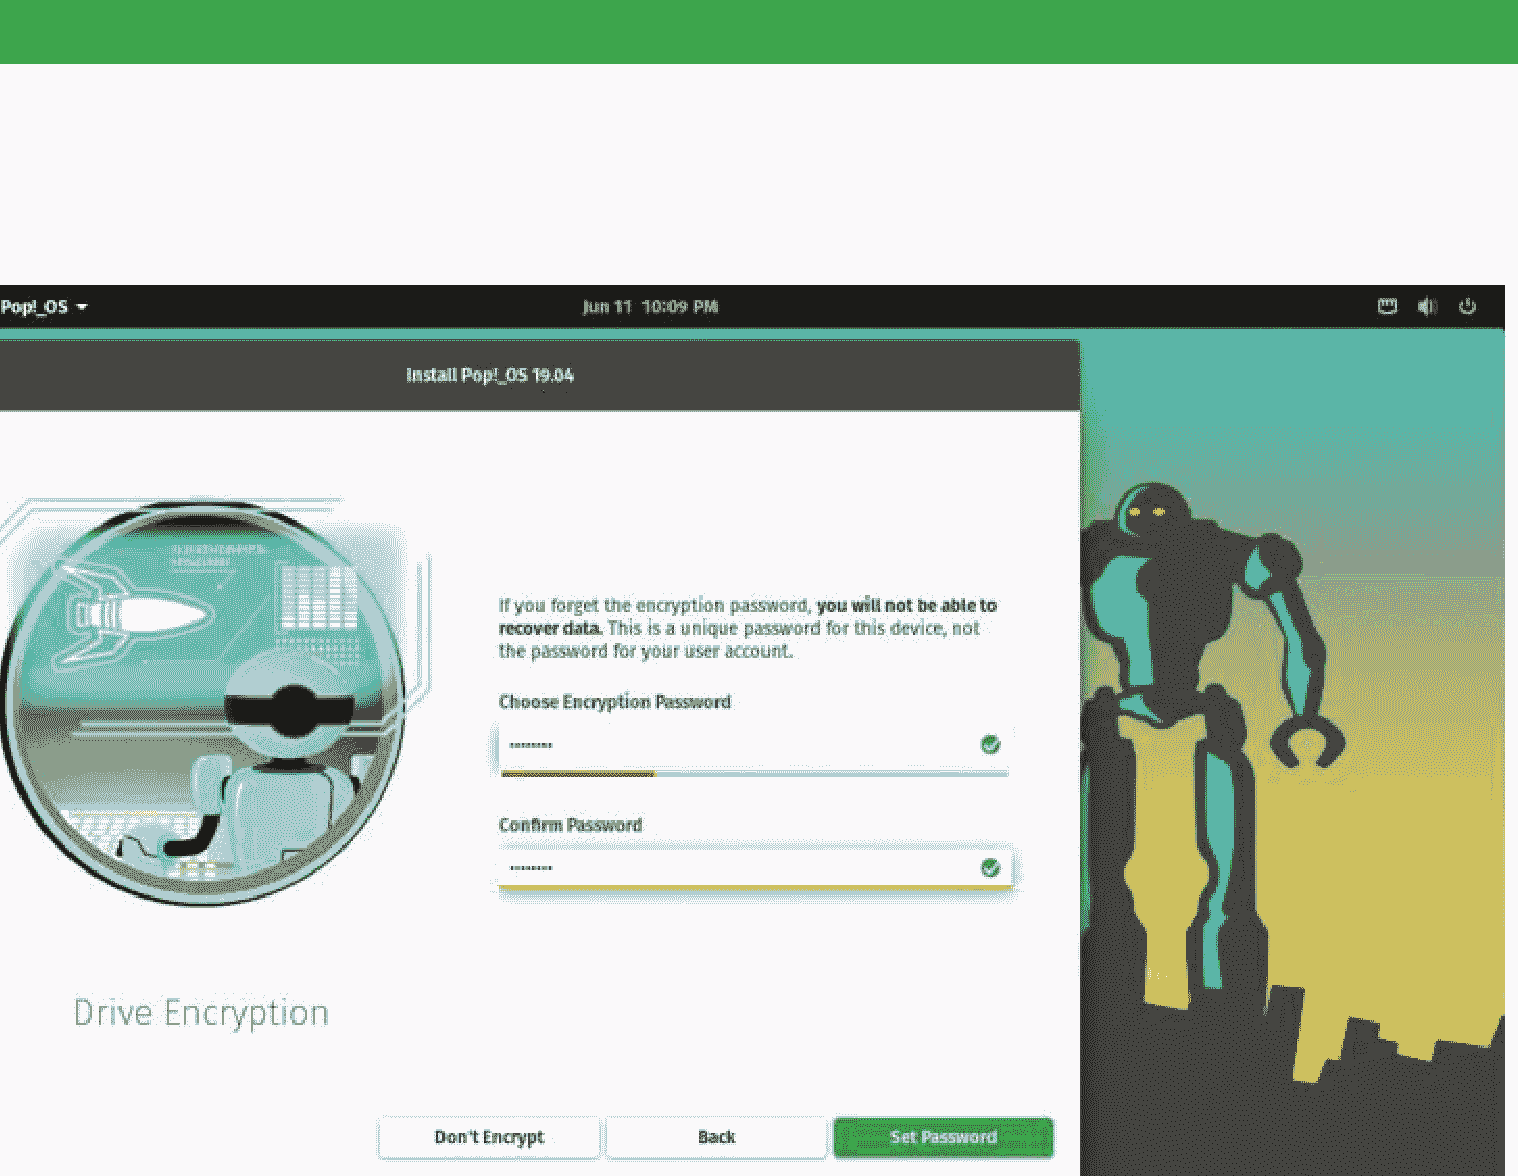 Pop!_OS
Jun 11 10:09 PM
Install Pop!_OS 19.04
If you forget the encryption password, you will not be able to
recover data. This is a unique password for this device, not
the password for your user account.
Choose Encryption Password
Confirm Password
Drive Encryption
Don't Encrypt
Back
Set Password